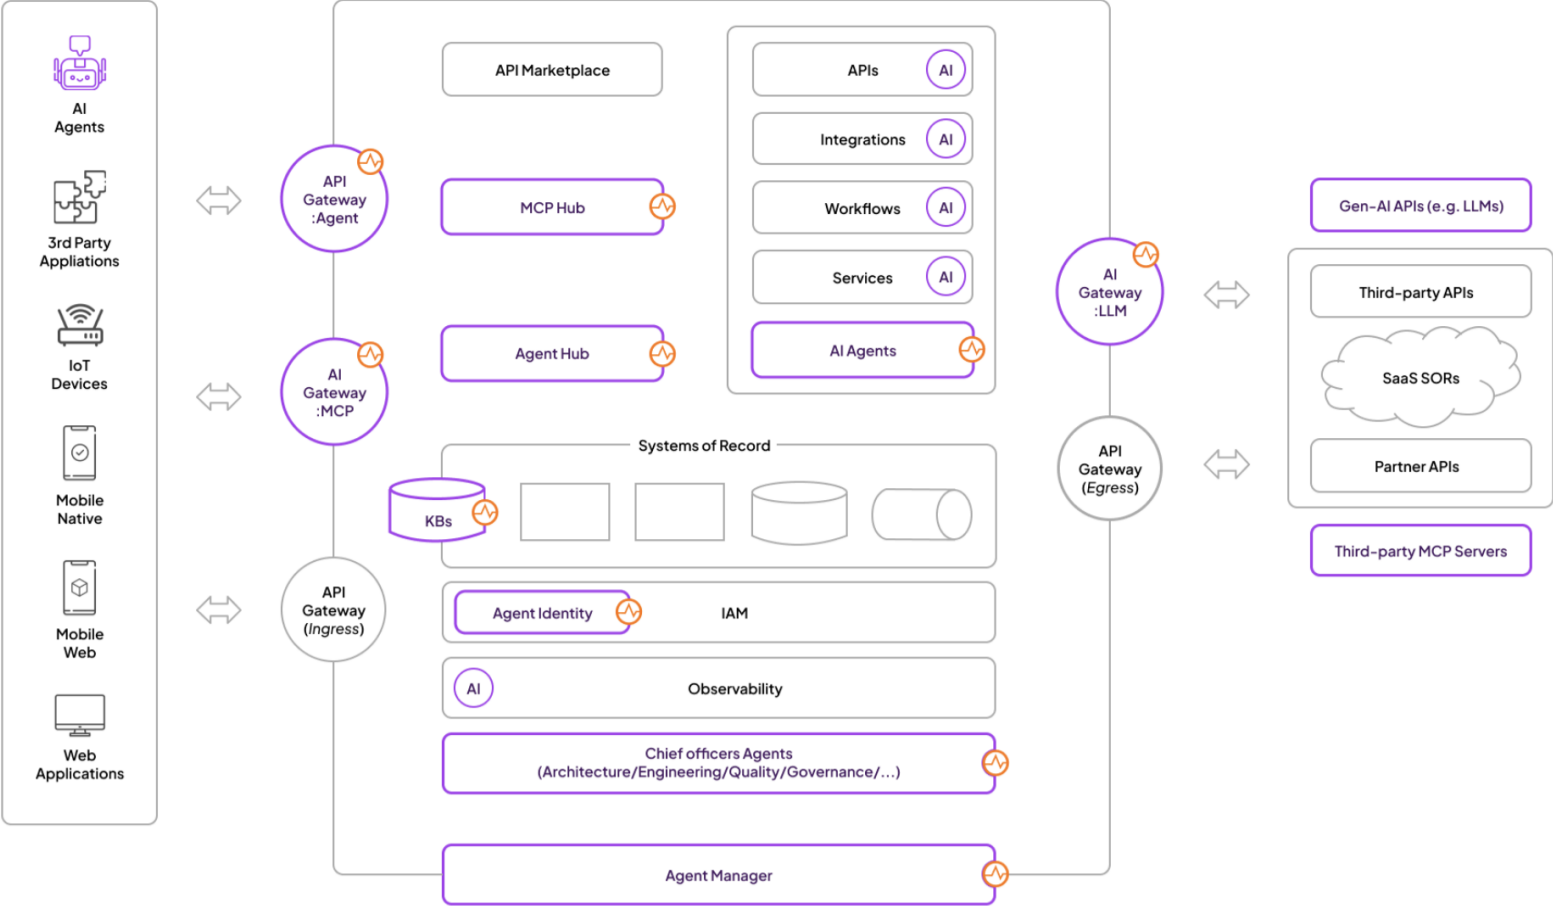 AI
Agents
3rd Party
Appliations
IoT
Devices
Mobile
Native
Mobile
Web
Web
Applications
API
Gateway
:Agent
AI
Gateway
:MCP
API
Gateway
(Ingress)
API Marketplace
MCP Hub
Agent Hub
APIs
AI
Integrations
AI
Workflows
AI
Services
AI
AI Agents
Systems of Record
KBs
Agent Identity
IAM
AI
Observability
Chief officers Agents
(Architecture/Engineering/Quality/Governance/...)
Agent Manager
AI
Gateway
:LLM
API
Gateway
(Egress)
Gen-AI APIs (e.g. LLMs)
Third-party APIs
SaaS SORs
Partner APIs
Third-party MCP Servers